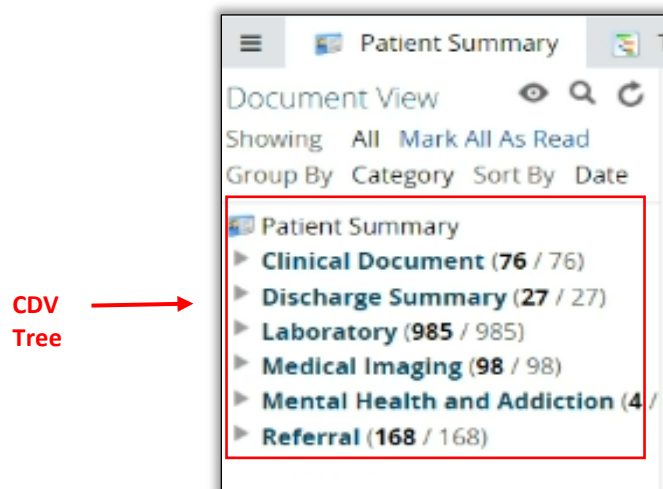 Patient Summary
Document View
Showing All Mark All As Read
Group By Category Sort By Date
Patient Summary
Clinical Document (76 / 76)
Discharge Summary (27 / 27)
Laboratory (985 / 985)
Medical Imaging (98 / 98)
Mental Health and Addiction (4 /
Referral (168 / 168)
CDV
Tree